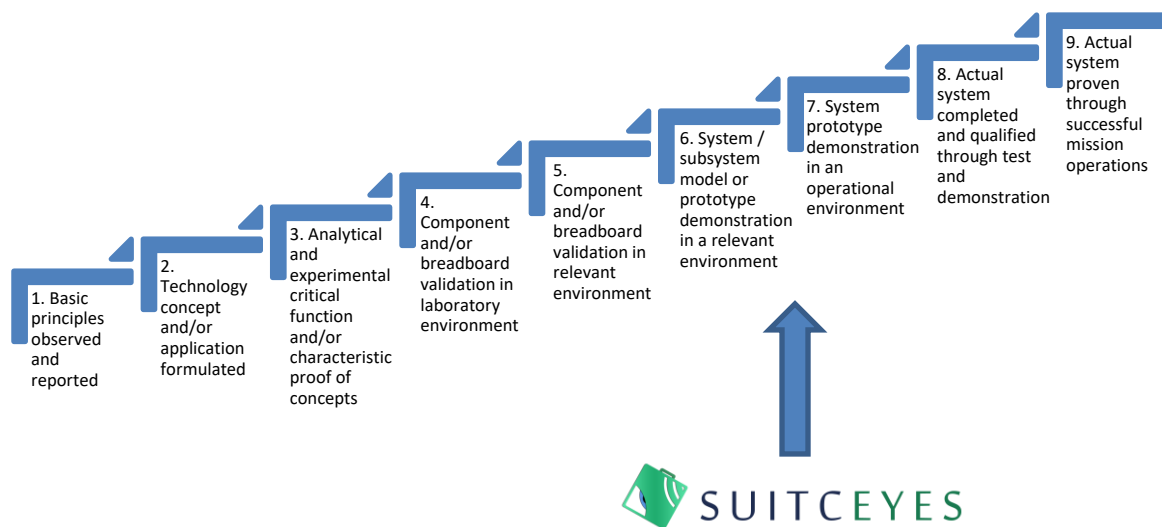 1. Basic
principles
observed
and
reported
2.
Technology
concept
and/or
application
formulated
3. Analytical
and
experimental
critical
function
and/or
characteristic
proof of
concepts
4.
Component
and/or
breadboard
validation in
laboratory
environment
5.
Component
and/or
breadboard
validation in
relevant
environment
6. System /
subsystem
model or
prototype
demonstration
in a relevant
environment
7. System
prototype
demonstration
in an
operational
environment
8. Actual
system
completed
and qualified
through test
and
demonstration
9. Actual
system
proven
through
successful
mission
operations
SUITCEYES